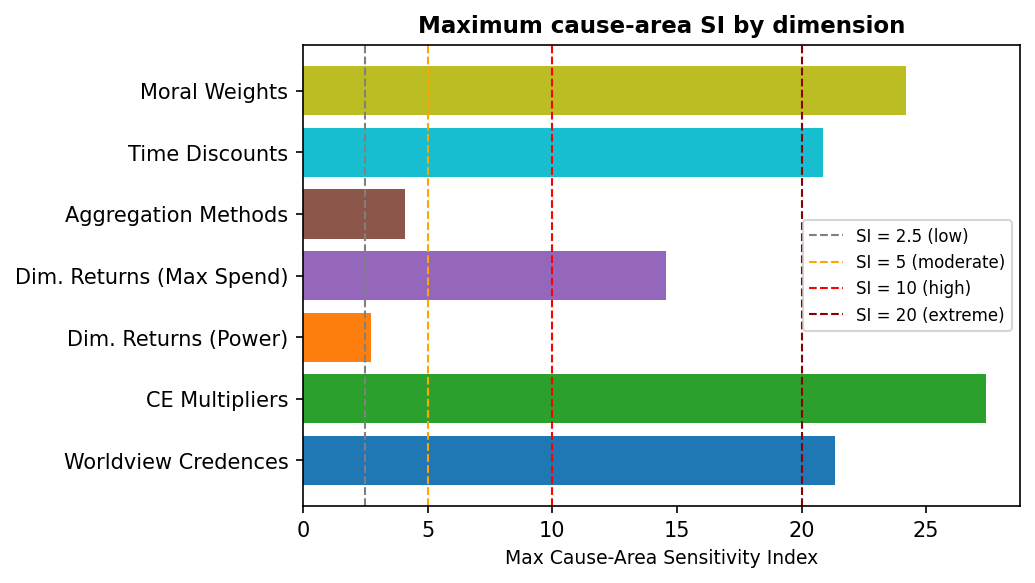 Maximum cause-area SI by dimension
Moral Weights
Time Discounts
Aggregation Methods
Dim. Returns (Max Spend)
Dim. Returns (Power)
CE Multipliers
Worldview Credences
SI = 2.5 (low)
SI = 5 (moderate)
SI = 10 (high)
SI = 20 (extreme)
0 5 10 15 20 25
Max Cause-Area Sensitivity Index